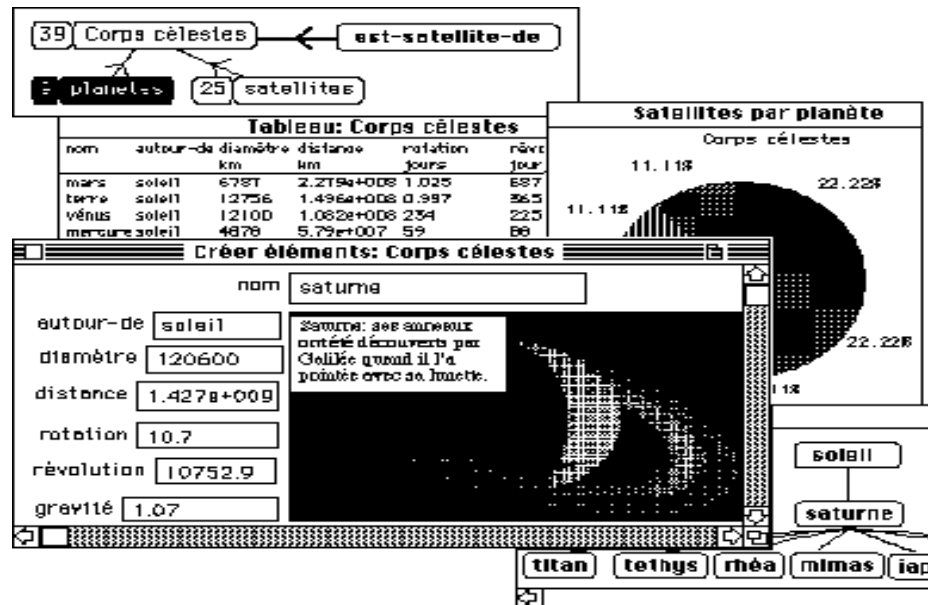 39 Corps célestes est-satellite-de
planetes 25 satellites
Tableau: Corps célestes
nom autour-de diamètre distance rotation
km km jours jour
mars soleil 6787 2.279e+008 1.025 687
terre soleil 12756 1.496e+008 0.997 365
vénus soleil 12100 1.082e+008 234 225
mercure soleil 4878 5.79e+007 59 88
Satellites par planète
Corps célestes
11.11%
22.22%
11.11%
22.22%
Créer éléments: Corps célestes
nom saturne
autour-de soleil
diamètre 120600
distance 1.427e+009
rotation 10.7
révolution 10752.9
gravité 1.07
Saturne: ses anneaux
ont été découverts par
Galilée quand il l'a
pointée avec sa lunette.
soleil
saturne
titan tethys rhéa mimas iap